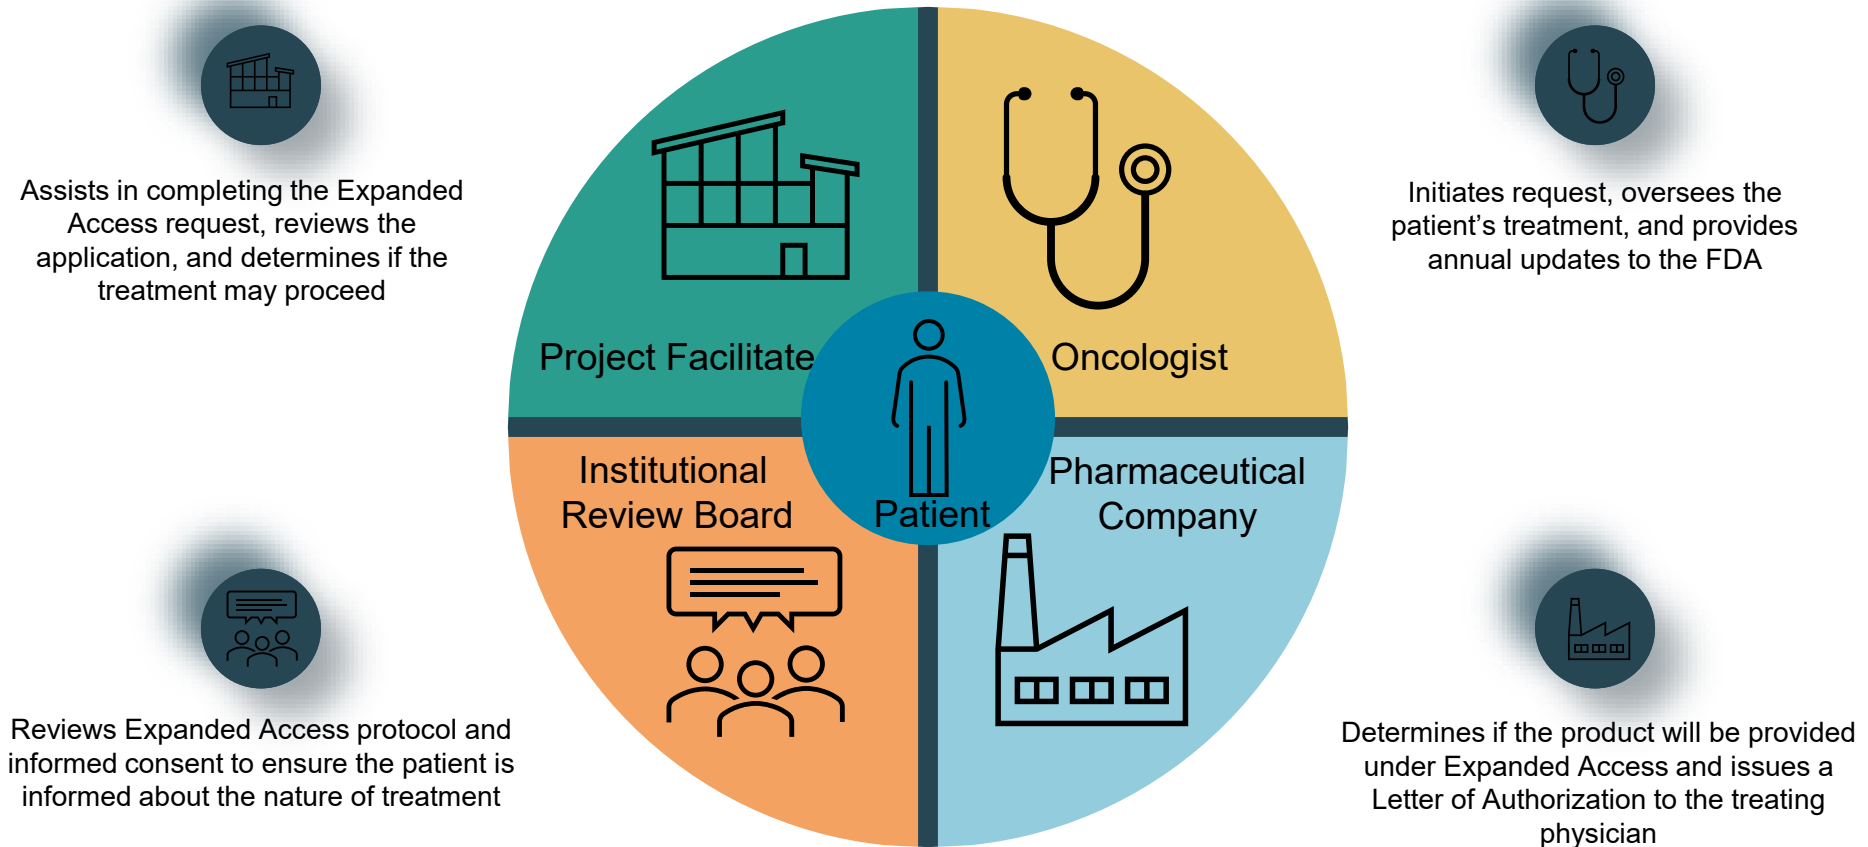 Assists in completing the Expanded
Access request, reviews the
application, and determines if the
treatment may proceed
Initiates request, oversees the
patient’s treatment, and provides
annual updates to the FDA
Project Facilitate
Oncologist
Institutional
Review Board
Patient
Pharmaceutical
Company
Reviews Expanded Access protocol and
informed consent to ensure the patient is
informed about the nature of treatment
Determines if the product will be provided
under Expanded Access and issues a
Letter of Authorization to the treating
physician